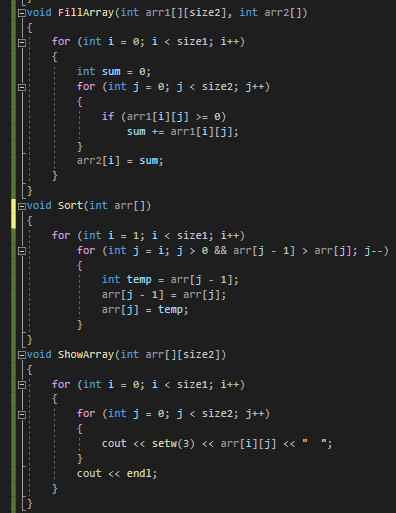 void FillArray(int arr1[][size2], int arr2[])
{
    for (int i = 0; i < size1; i++)
    {
        int sum = 0;
        for (int j = 0; j < size2; j++)
        {
            if (arr1[i][j] >= 0)
                sum += arr1[i][j];
        }
        arr2[i] = sum;
    }
}
void Sort(int arr[])
{
    for (int i = 1; i < size1; i++)
        for (int j = i; j > 0 && arr[j - 1] > arr[j]; j--)
        {
            int temp = arr[j - 1];
            arr[j - 1] = arr[j];
            arr[j] = temp;
        }
}
void ShowArray(int arr[][size2])
{
    for (int i = 0; i < size1; i++)
    {
        for (int j = 0; j < size2; j++)
        {
            cout << setw(3) << arr[i][j] << "  ";
        }
        cout << endl;
    }
}